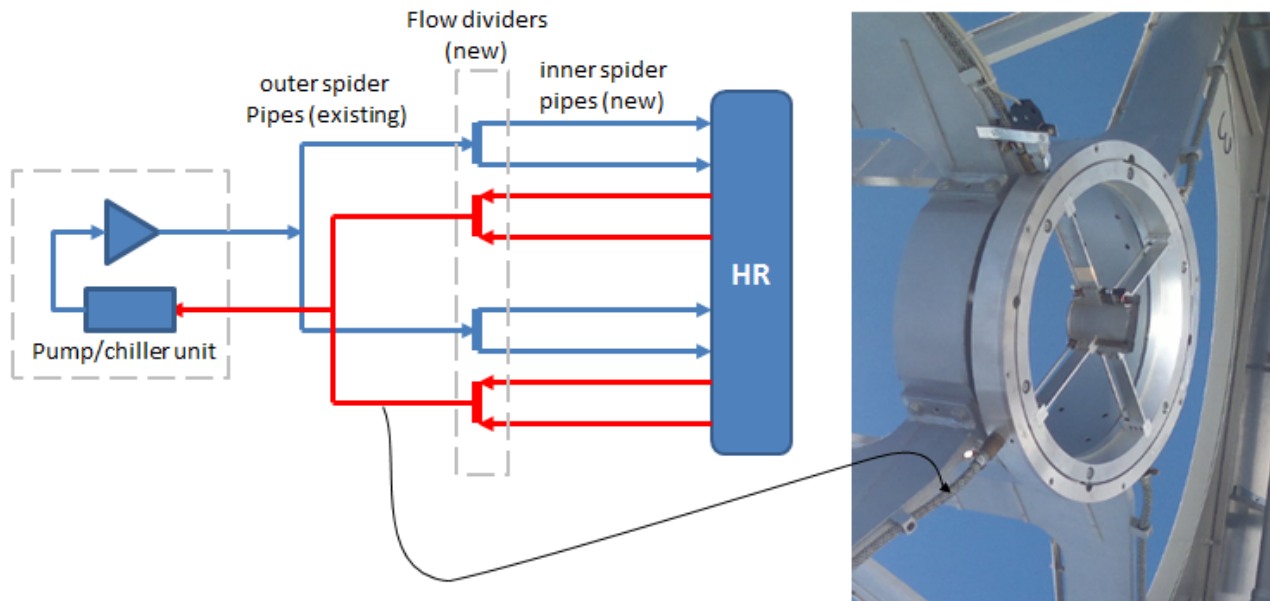 Flow dividers
(new)
outer spider
Pipes (existing)
inner spider
pipes (new)
HR
Pump/chiller unit